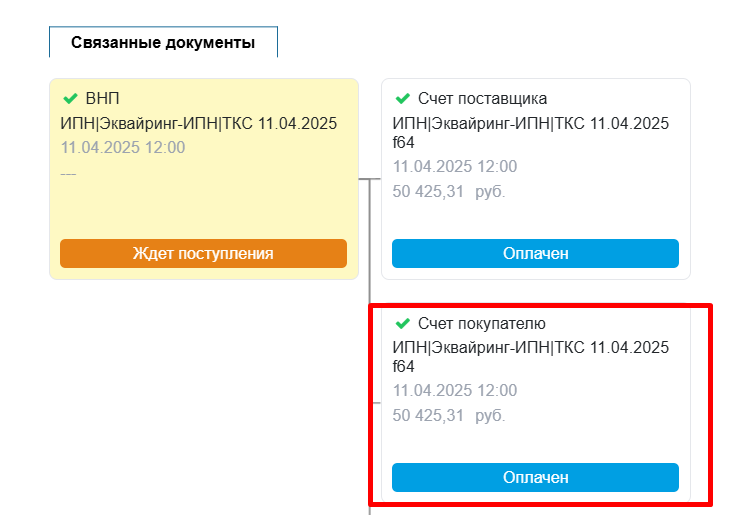 Связанные документы
ВНП
ИПН|Эквайринг-ИПН|ТКС 11.04.2025
11.04.2025 12:00
---
Ждет поступления
Счет поставщика
ИПН|Эквайринг-ИПН|ТКС 11.04.2025
f64
11.04.2025 12:00
50 425,31 руб.
Оплачен
Счет покупателю
ИПН|Эквайринг-ИПН|ТКС 11.04.2025
f64
11.04.2025 12:00
50 425,31 руб.
Оплачен